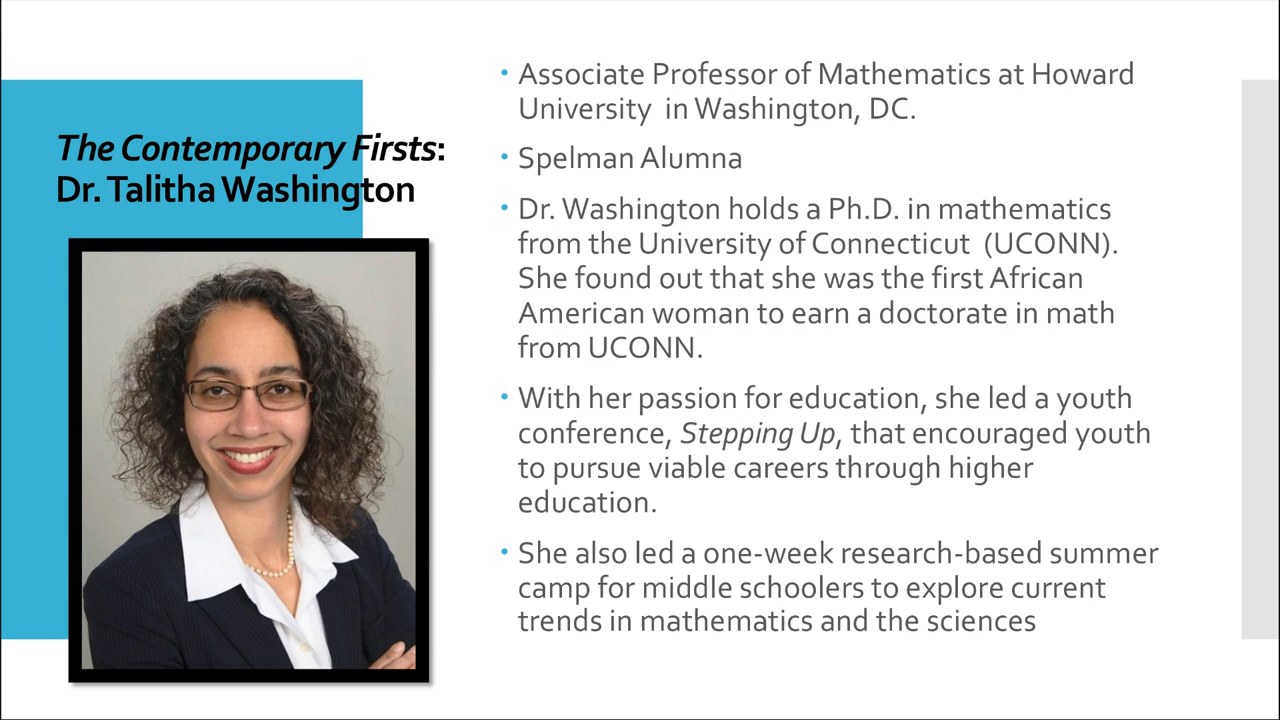 The Contemporary Firsts:
Dr. Talitha Washington
• Associate Professor of Mathematics at Howard
University in Washington, DC.
• Spelman Alumna
• Dr. Washington holds a Ph.D. in mathematics
from the University of Connecticut (UCONN).
She found out that she was the first African
American woman to earn a doctorate in math
from UCONN.
• With her passion for education, she led a youth
conference, Stepping Up, that encouraged youth
to pursue viable careers through higher
education.
• She also led a one-week research-based summer
camp for middle schoolers to explore current
trends in mathematics and the sciences